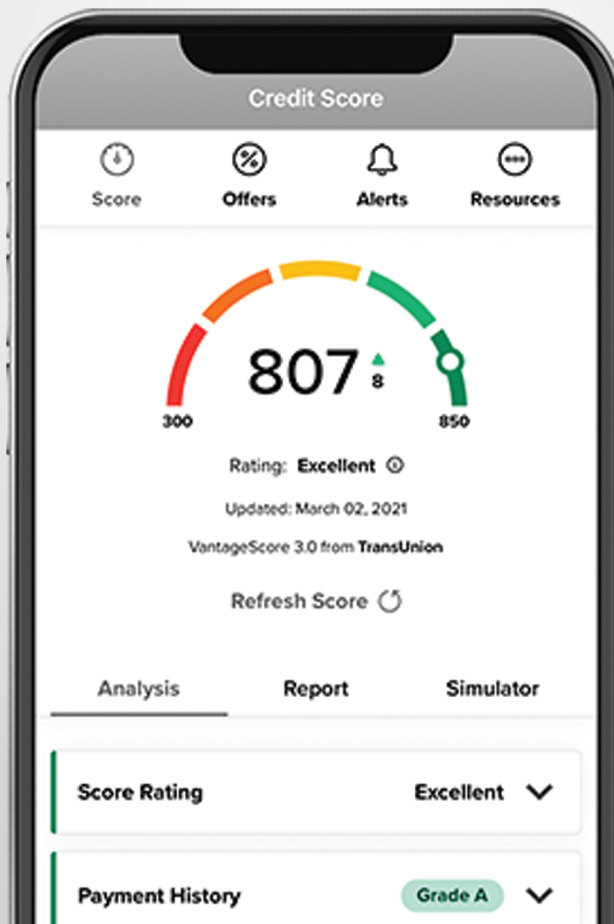 Credit Score
Score Offers Alerts Resources
807 8
300 850
Rating: Excellent
Updated: March 02, 2021
VantageScore 3.0 from TransUnion
Refresh Score
Analysis Report Simulator
Score Rating Excellent
Payment History Grade A